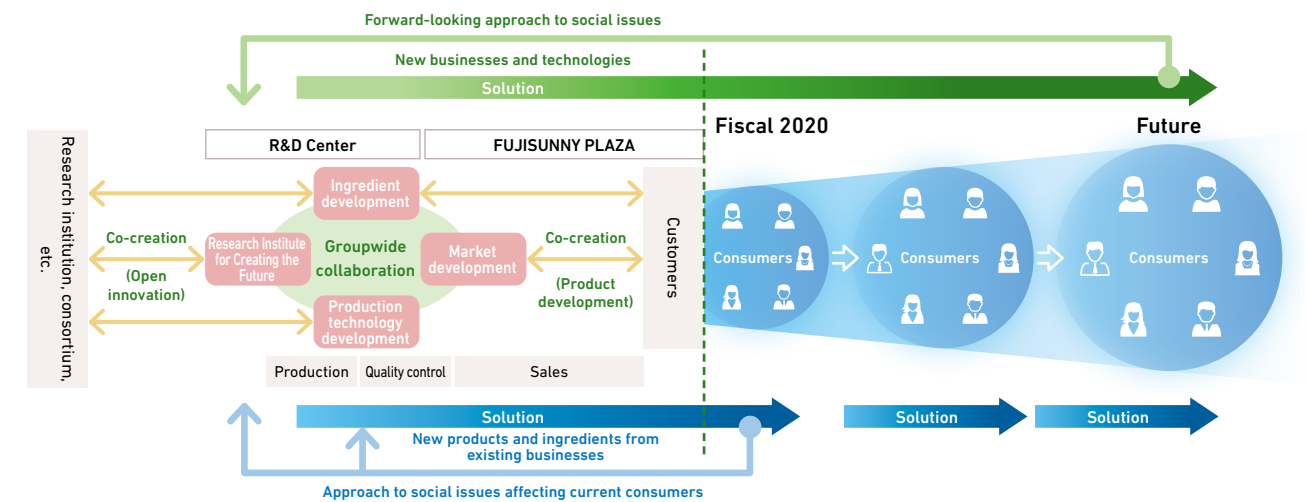 Forward-looking approach to social issues
New businesses and technologies
Solution
Fiscal 2020
Future
R&D Center
FUJISUNNY PLAZA
Research institution, consortium,
etc.
Ingredient
development
Co-creation
(Open
innovation)
Research Institute
for Creating the
Future
Groupwide
collaboration
Market
development
Co-creation
(Product
development)
Production
technology
development
Customers
Consumers
Consumers
Consumers
Production
Quality control
Sales
Solution
Solution
Solution
New products and ingredients from
existing businesses
Approach to social issues affecting current consumers